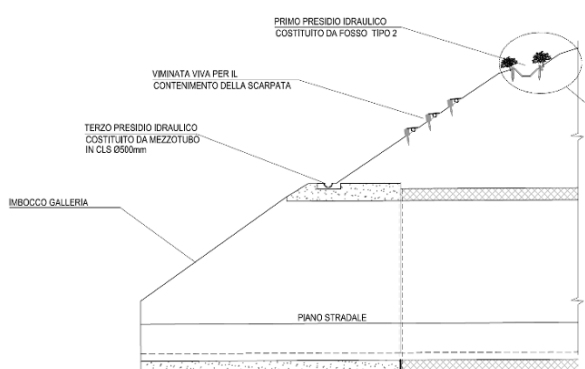 PRIMO PRESIDIO IDRAULICO
COSTITUITO DA FOSSO TIPO 2
VIMINATA VIVA PER IL
CONTENIMENTO DELLA SCARPATA
TERZO PRESIDIO IDRAULICO
COSTITUITO DA MEZZOTUBO
IN CLS Ø500mm
IMBOCCO GALLERIA
PIANO STRADALE